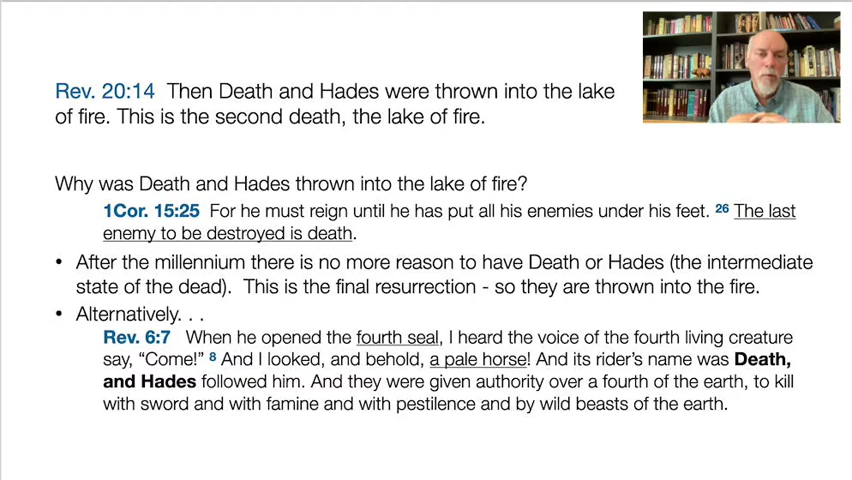 Rev. 20:14 Then Death and Hades were thrown into the lake
of fire. This is the second death, the lake of fire.
Why was Death and Hades thrown into the lake of fire?
1Cor. 15:25 For he must reign until he has put all his enemies under his feet. 26 The last
enemy to be destroyed is death.
• After the millennium there is no more reason to have Death or Hades (the intermediate
state of the dead). This is the final resurrection - so they are thrown into the fire.
• Alternatively. . .
Rev. 6:7 When he opened the fourth seal, I heard the voice of the fourth living creature
say, “Come!” 8 And I looked, and behold, a pale horse! And its rider’s name was Death,
and Hades followed him. And they were given authority over a fourth of the earth, to kill
with sword and with famine and with pestilence and by wild beasts of the earth.